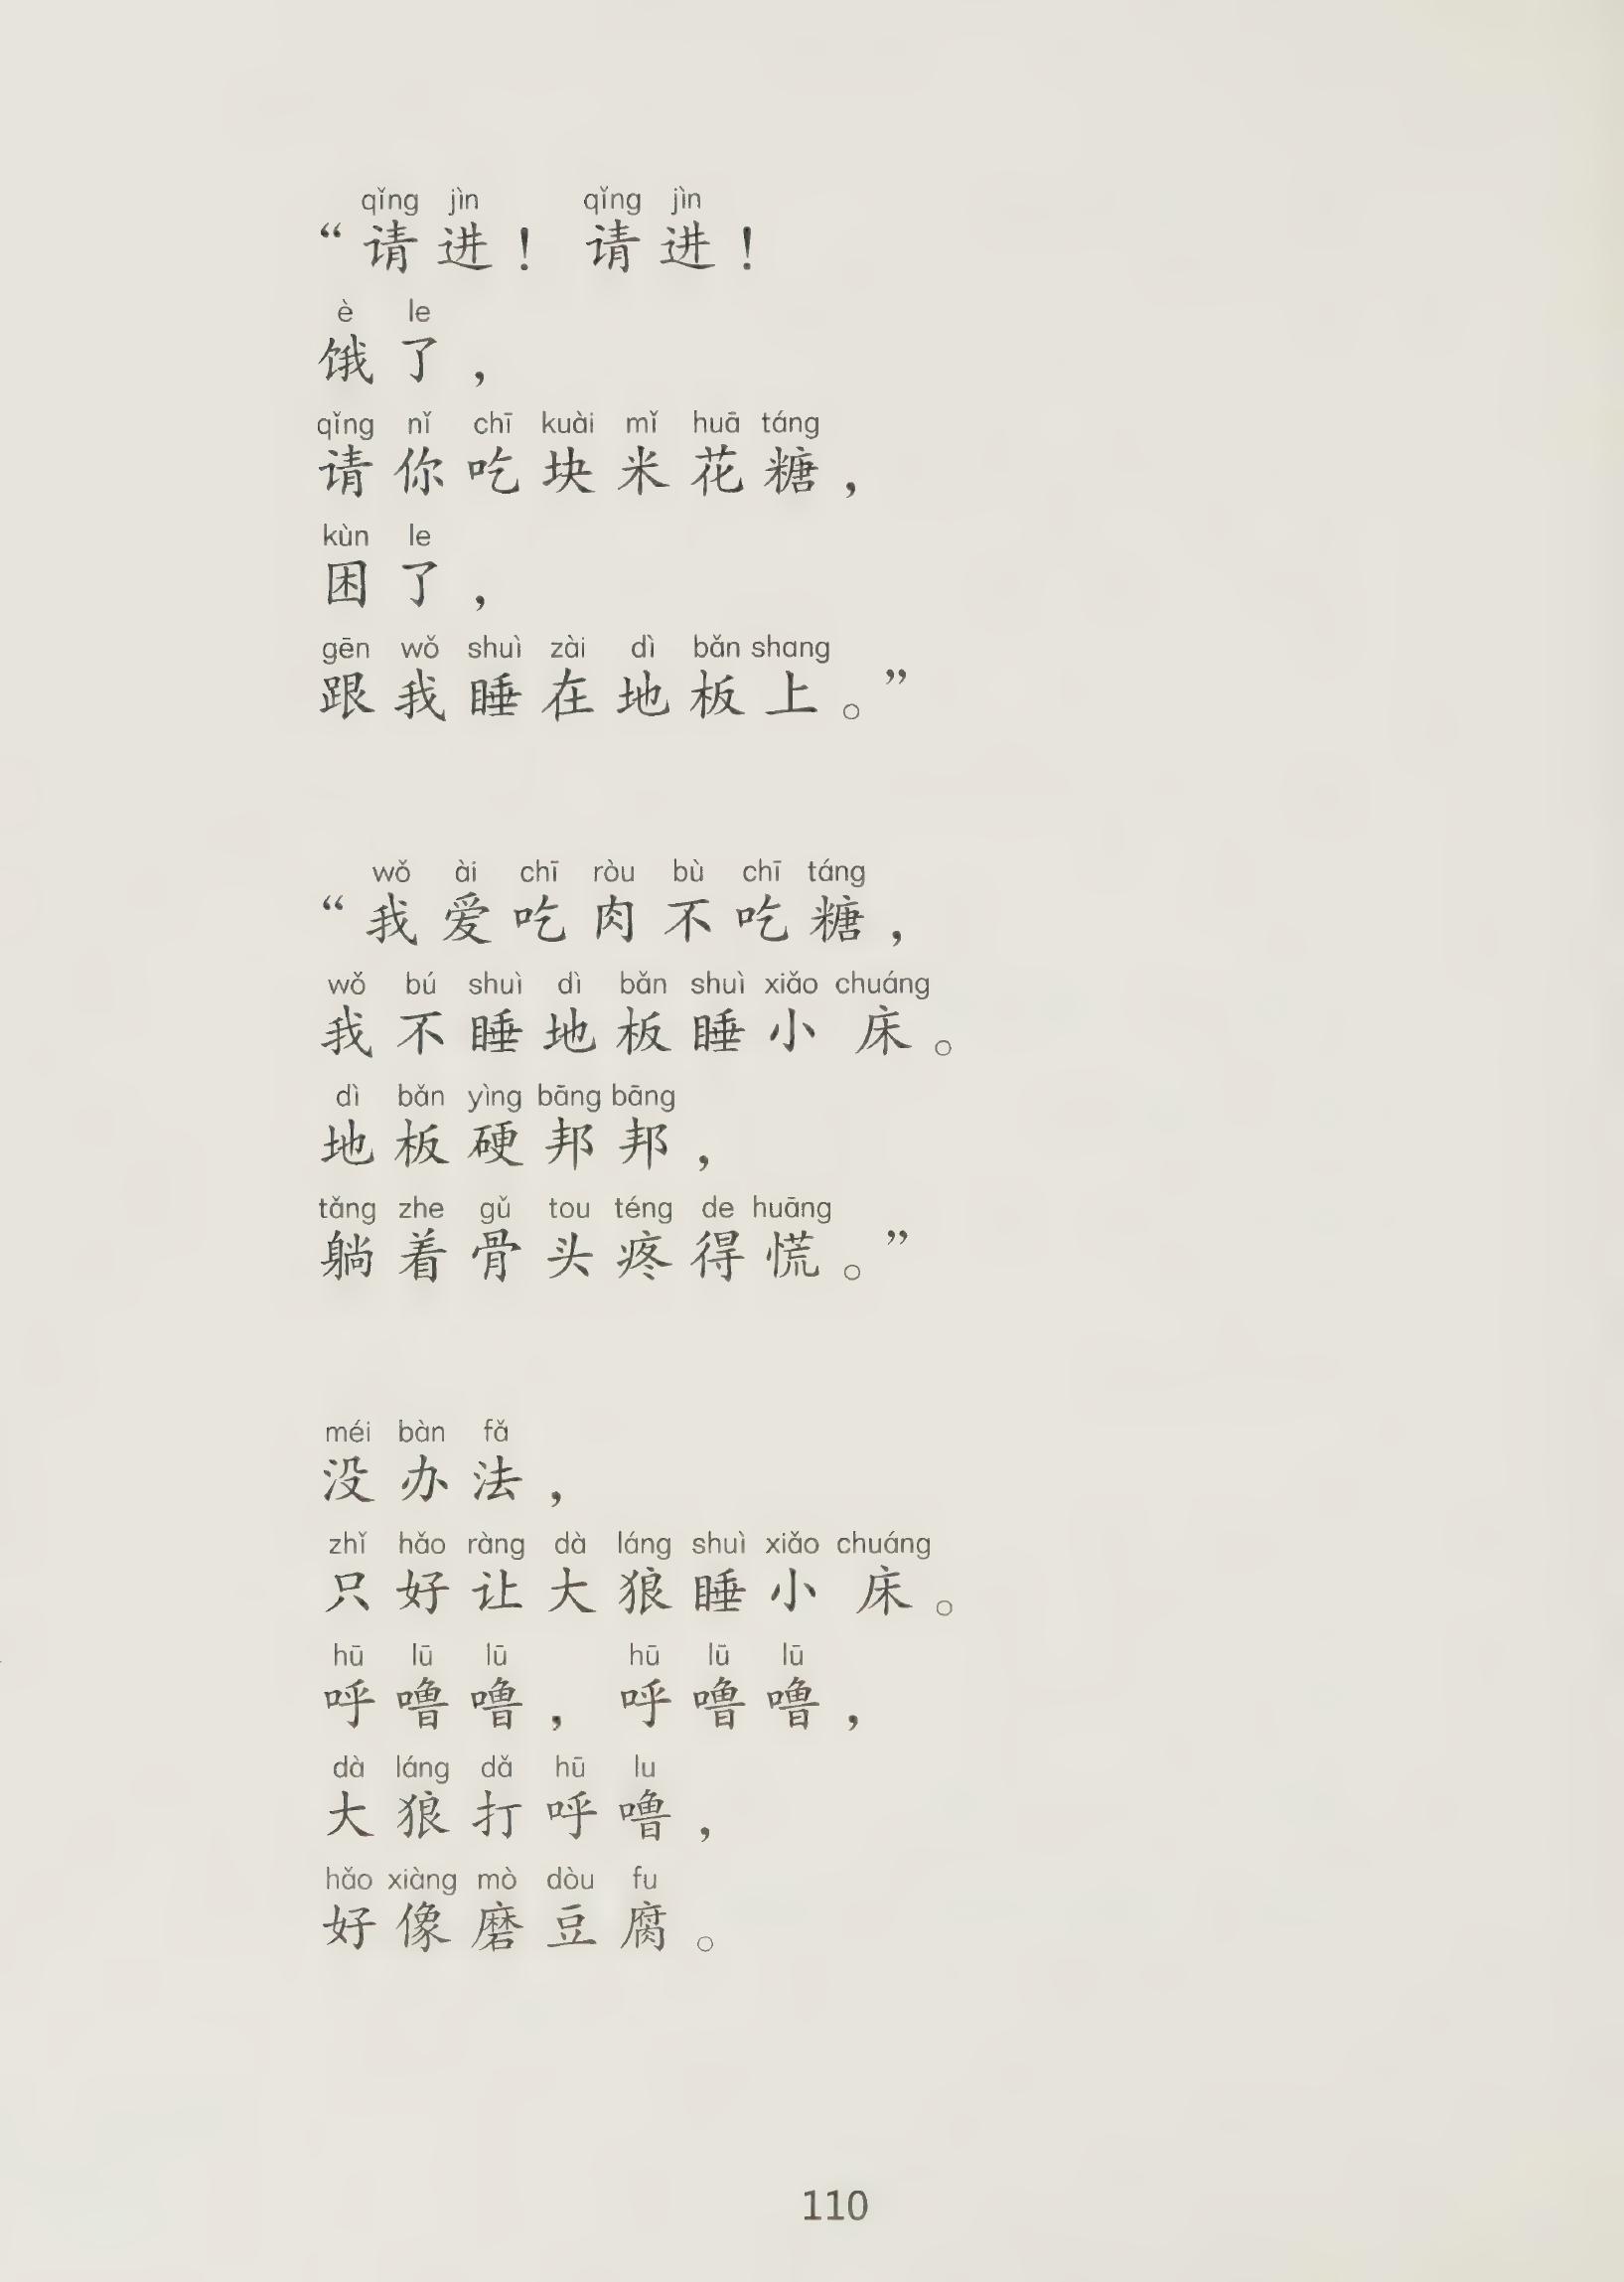 qǐng jìn qǐng jìn
“请进！请进！
è le
饿了，
qǐng nǐ chī kuài mǐ huā táng
请你吃块米花糖，
kùn le
困了，
gēn wǒ shuì zài dì bǎn shang
跟我睡在地板上。”
wǒ ài chī ròu bù chī táng
“我爱吃肉不吃糖，
wǒ bú shuì dì bǎn shuì xiǎo chuáng
我不睡地板睡小床。
dì bǎn yìng bāng bāng
地板硬邦邦，
tǎng zhe gǔ tou téng de huāng
躺着骨头疼得慌。”
méi bàn fǎ
没办法，
zhǐ hǎo ràng dà láng shuì xiǎo chuáng
只好让大狼睡小床。
hū lū lū hū lū lū
呼噜噜，呼噜噜，
dà láng dǎ hū lu
大狼打呼噜，
hǎo xiàng mò dòu fu
好像磨豆腐。
110